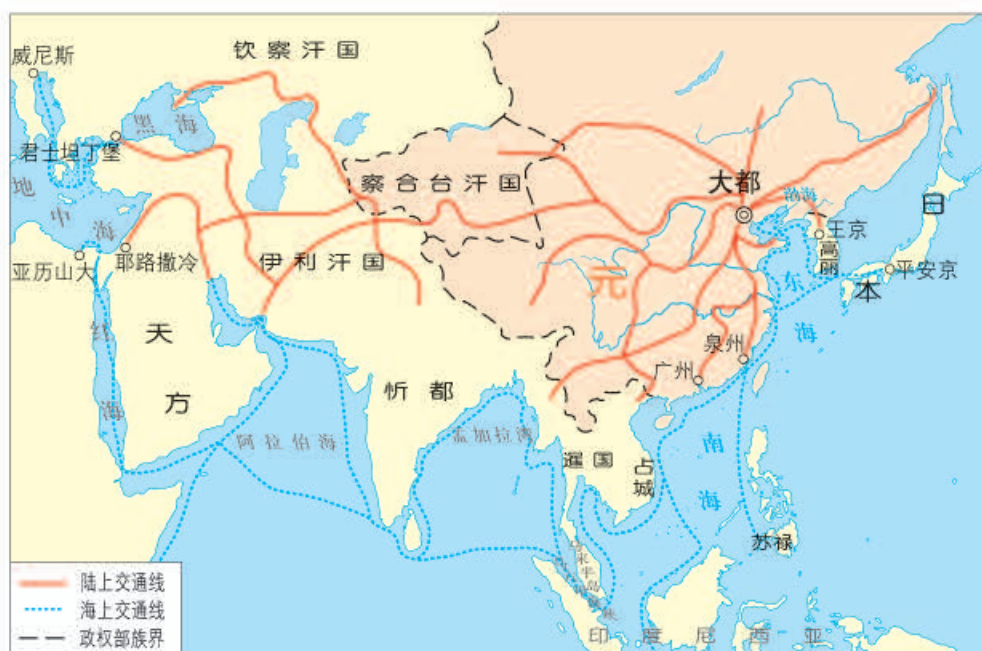 钦察汗国
威尼斯
黑海
君士坦丁堡
察合台汗国
大都
渤海
地中海
日本
王京
高丽
亚历山大
耶路撒冷
伊利汗国
元
平安京
东海
天方
红海
泉州
广州
忻都
阿拉伯海
孟加拉湾
暹国
占城
南海
苏禄
马来半岛
印度尼西亚
陆上交通线
海上交通线
政权部族界